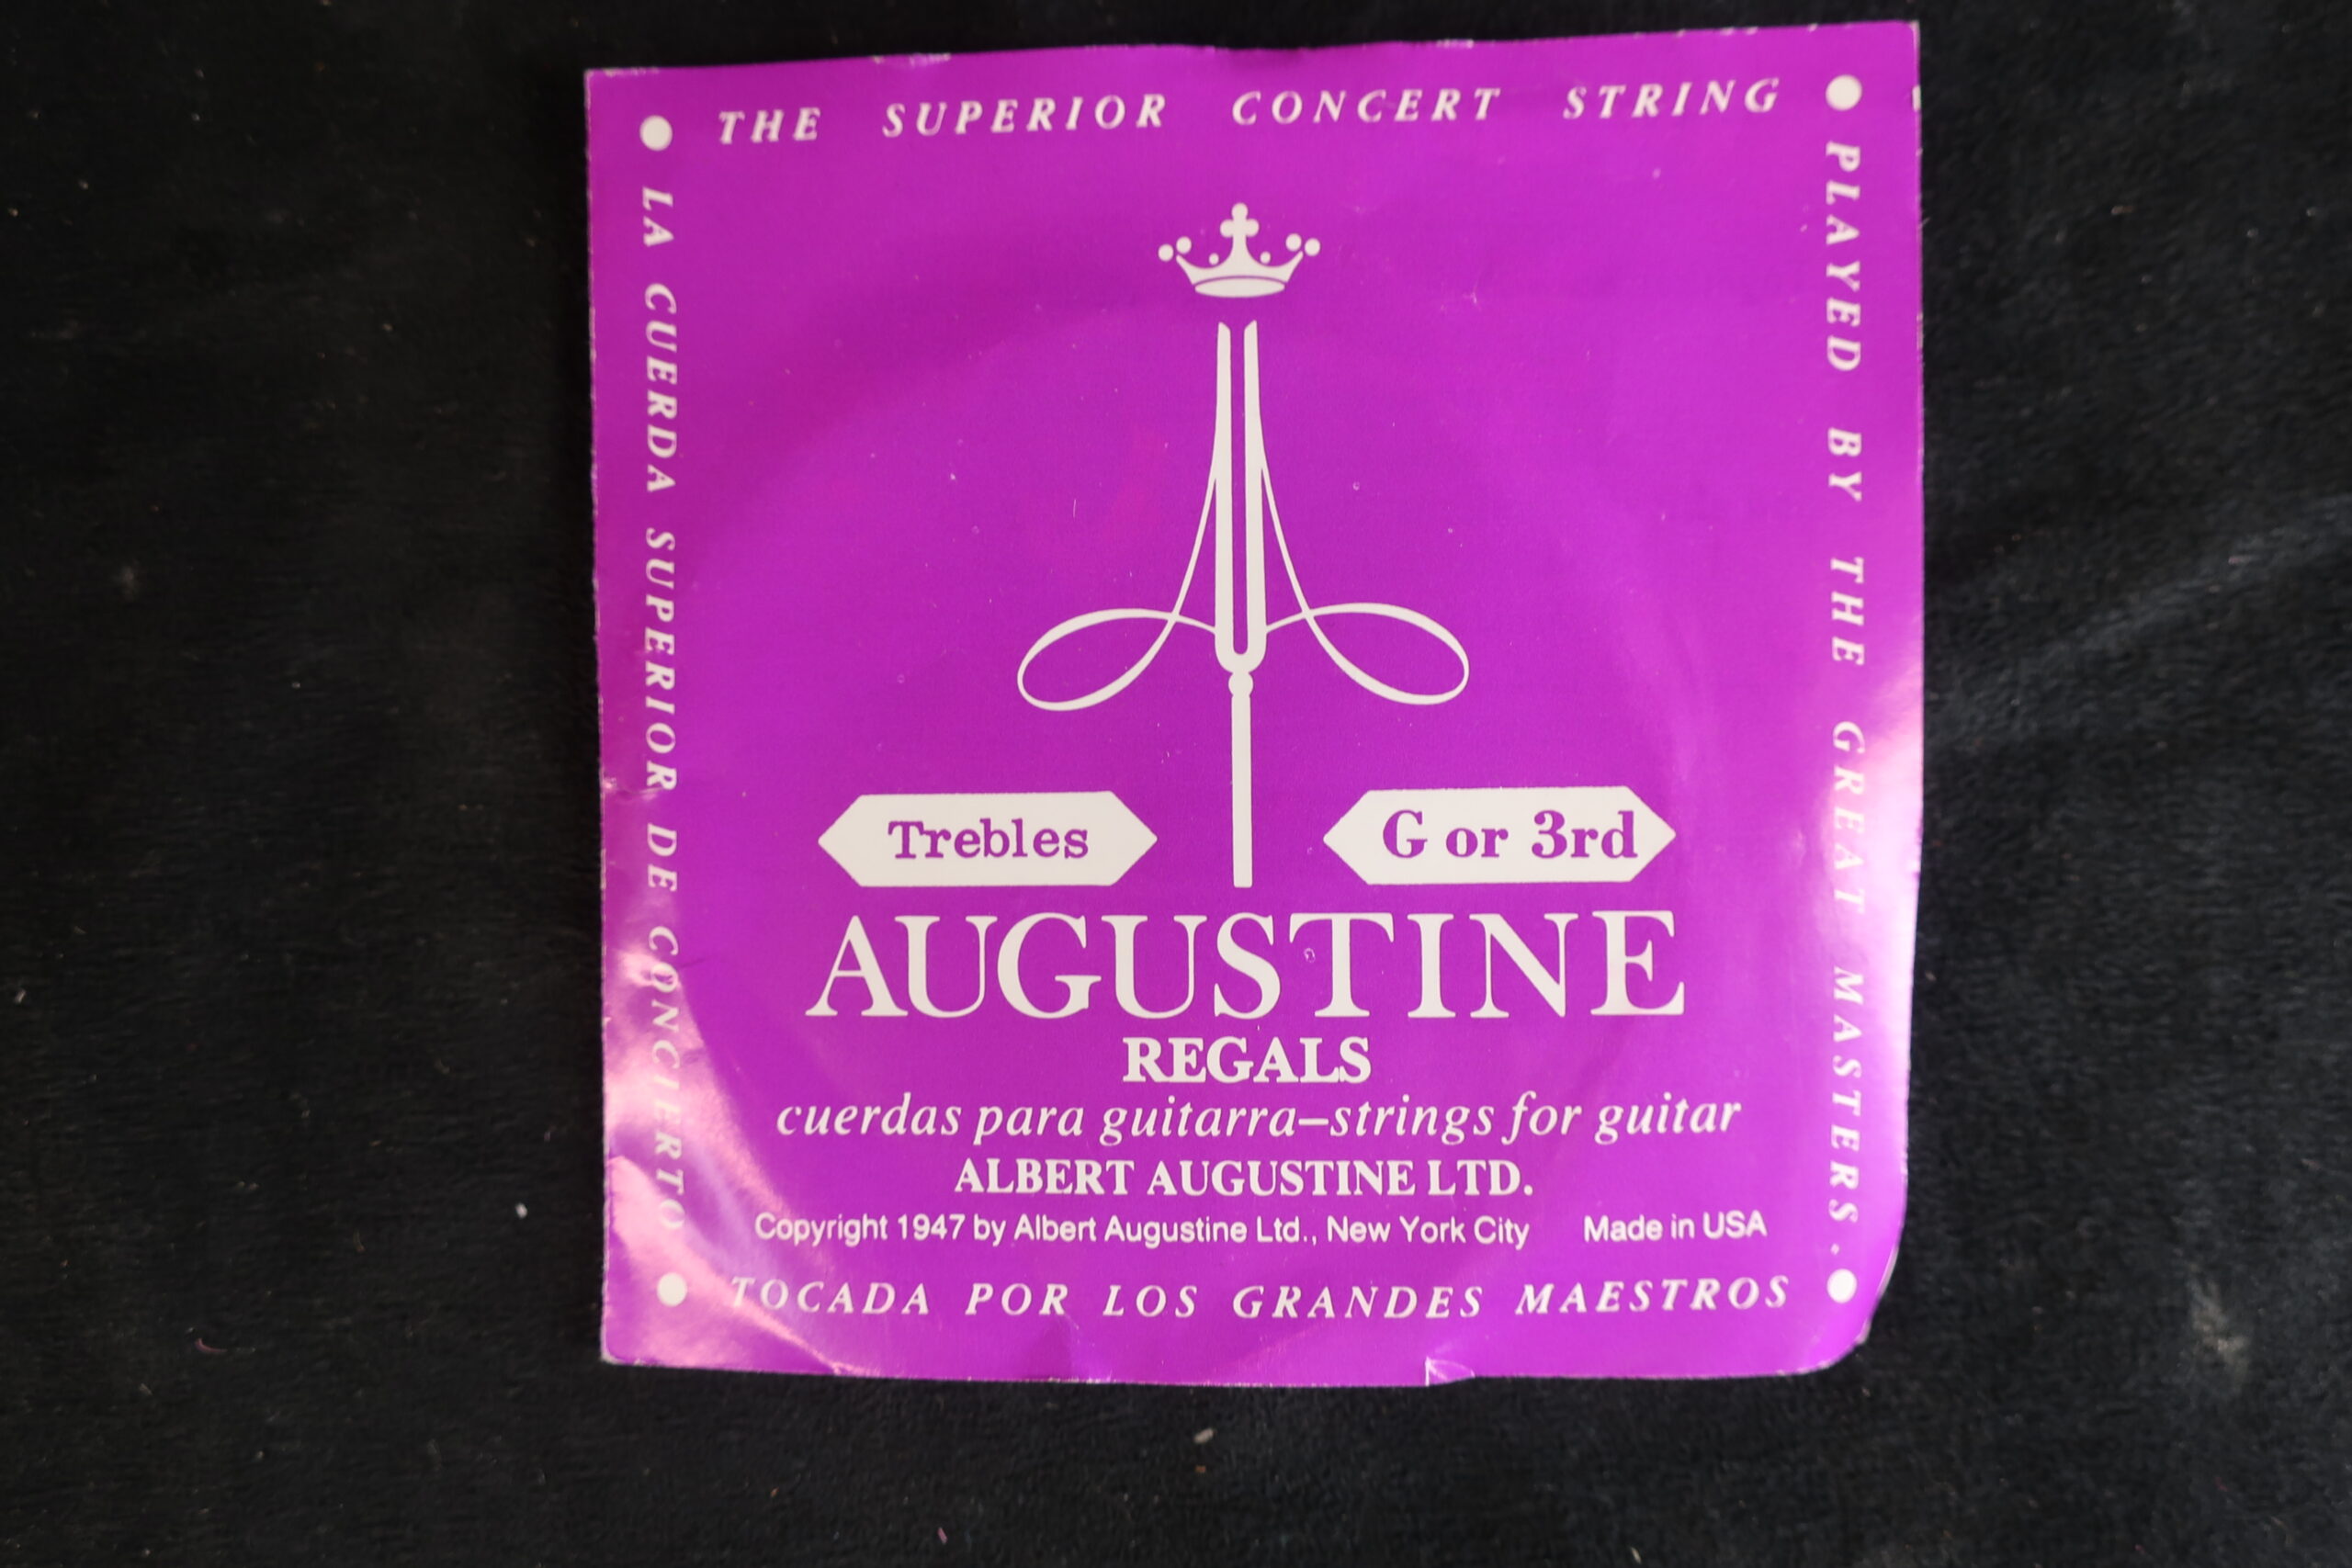 THE SUPERIOR CONCERT STRING
PLAYED BY THE GREAT MASTERS.
LA CUERDA SUPERIOR DE CONCIERTO
Trebles
G or 3rd
AUGUSTINE
REGALS
cuerdas para guitarra–strings for guitar
ALBERT AUGUSTINE LTD.
Copyright 1947 by Albert Augustine Ltd., New York City Made in USA
TOCADA POR LOS GRANDES MAESTROS